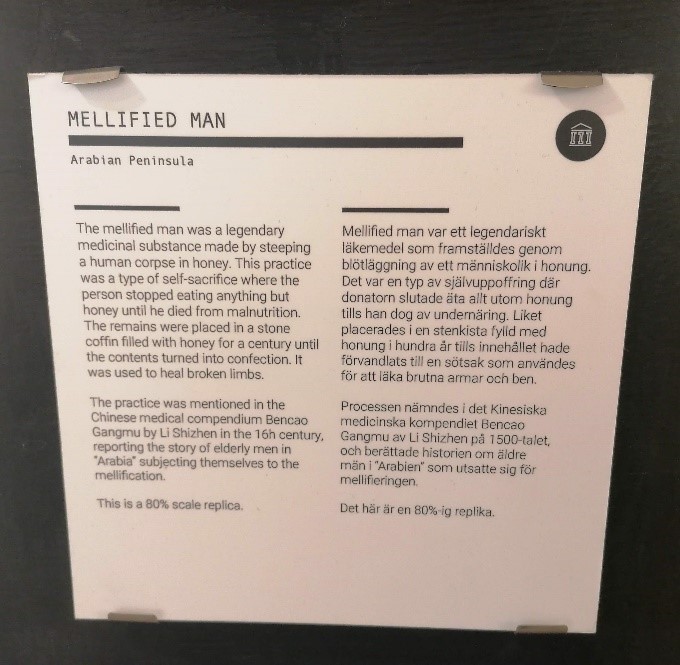 MELLIFIED MAN
Arabian Peninsula
The mellified man was a legendary
medicinal substance made by steeping
a human corpse in honey. This practice
was a type of self-sacrifice where the
person stopped eating anything but
honey until he died from malnutrition.
The remains were placed in a stone
coffin filled with honey for a century until
the contents turned into confection. It
was used to heal broken limbs.
The practice was mentioned in the
Chinese medical compendium Bencao
Gangmu by Li Shizhen in the 16h century,
reporting the story of elderly men in
"Arabia" subjecting themselves to the
mellification.
This is a 80% scale replica.
Mellified man var ett legendariskt
läkemedel som framställdes genom
blötläggning av ett människolik i honung.
Det var en typ av självuppoffring där
donatorn slutade äta allt utom honung
tills han dog av undernäring. Liket
placerades i en stenkista fylld med
honung i hundra år tills innehållet hade
förvandlats till en sötsak som användes
för att läka brutna armar och ben.
Processen nämndes i det Kinesiska
medicinska kompendiet Bencao
Gangmu av Li Shizhen på 1500-talet,
och berättade historien om äldre
män i "Arabien" som utsatte sig för
mellifieringen.
Det här är en 80%-ig replika.